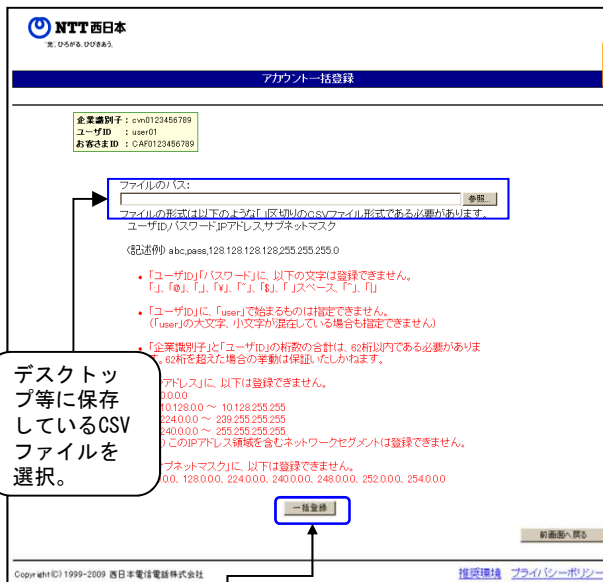 NTT西日本
光、ひろがる。ひびきあう。
アカウント一括登録
企業識別子：cvn0123456789
ユーザID ：user01
お客さまID ：CAF0123456789
ファイルのパス：
参照...
ファイルの形式は以下のような「,」区切りのCSVファイル形式である必要があります。
ユーザID,パスワード,IPアドレス,サブネットマスク
(記述例) abc,pass,128.128.128.128,255.255.255.0
•「ユーザID」「パスワード」に、以下の文字は登録できません。
「:」、「@」、「,」、「¥」、「"」、「$」、「 」スペース、「^」、「|」
•「ユーザID」に、「user」で始まるものは指定できません。
(「user」の大文字、小文字が混在している場合も指定できません)
•「企業識別子」と「ユーザID」の桁数の合計は、62桁以内である必要がありま
す。62桁を超えた場合の挙動は保証いたしかねます。
アドレス」に、以下は登録できません。
0.0.0.0
10.128.0.0 ～ 10.128.255.255
224.0.0.0 ～ 239.255.255.255
240.0.0.0 ～ 255.255.255.255
) このIPアドレス領域を含むネットワークセグメントは登録できません。
ブネットマスク」に、以下は登録できません。
0.0.0、128.0.0.0、224.0.0.0、240.0.0.0、248.0.0.0、252.0.0.0、254.0.0.0
デスクトッ
プ等に保存
しているCSV
ファイルを
選択。
一括登録
前画面へ戻る
Copyright(C) 1999-2009 西日本電信電話株式会社
推奨環境 プライバシーポリシー